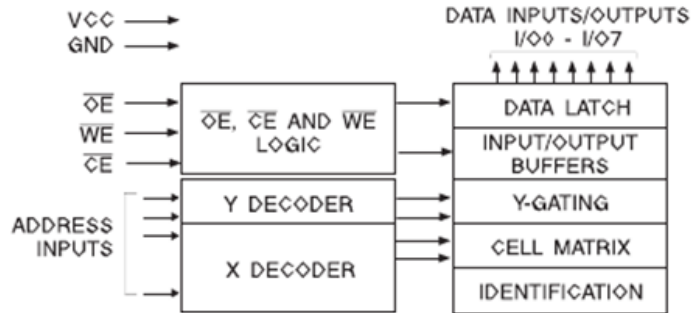 VCC
GND
DATA INPUTS/OUTPUTS
I/O0 - I/O7
OE
WE
CE
OE, CE AND WE
LOGIC
DATA LATCH
INPUT/OUTPUT
BUFFERS
ADDRESS
INPUTS
Y DECODER
Y-GATING
X DECODER
CELL MATRIX
IDENTIFICATION